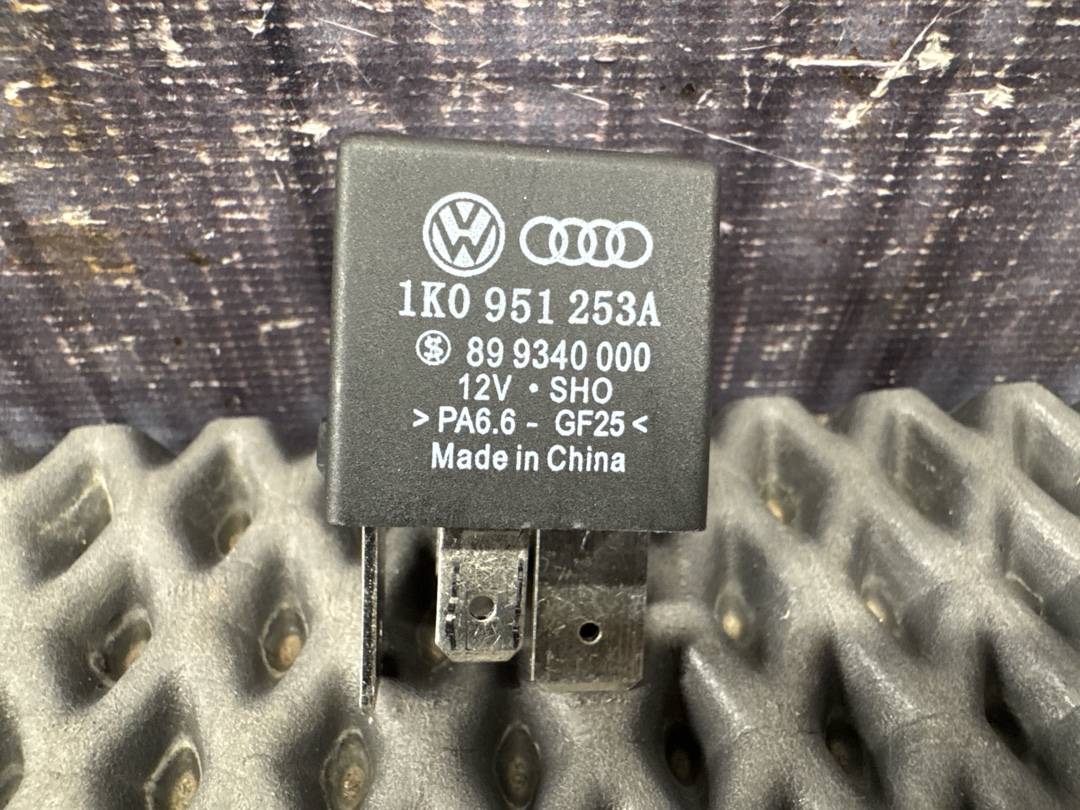 1K0 951 253A
89 9340 000
12V • SHO
>PA6.6 - GF25<
Made in China